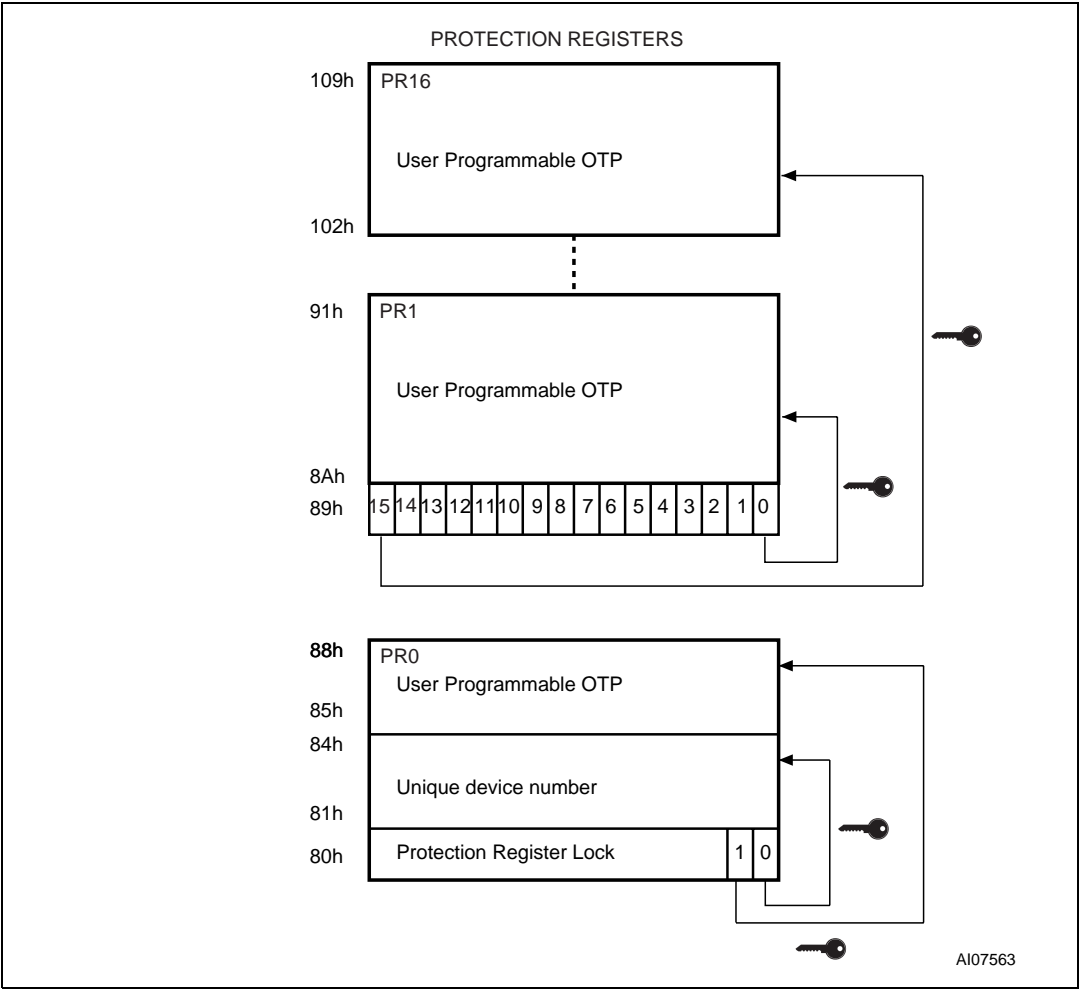 PROTECTION REGISTERS
109h PR16
User Programmable OTP
102h
91h PR1
User Programmable OTP
8Ah
89h 15 14 13 12 11 10 9 8 7 6 5 4 3 2 1 0
88h PR0
User Programmable OTP
85h
84h
Unique device number
81h
80h Protection Register Lock 1 0
AI07563